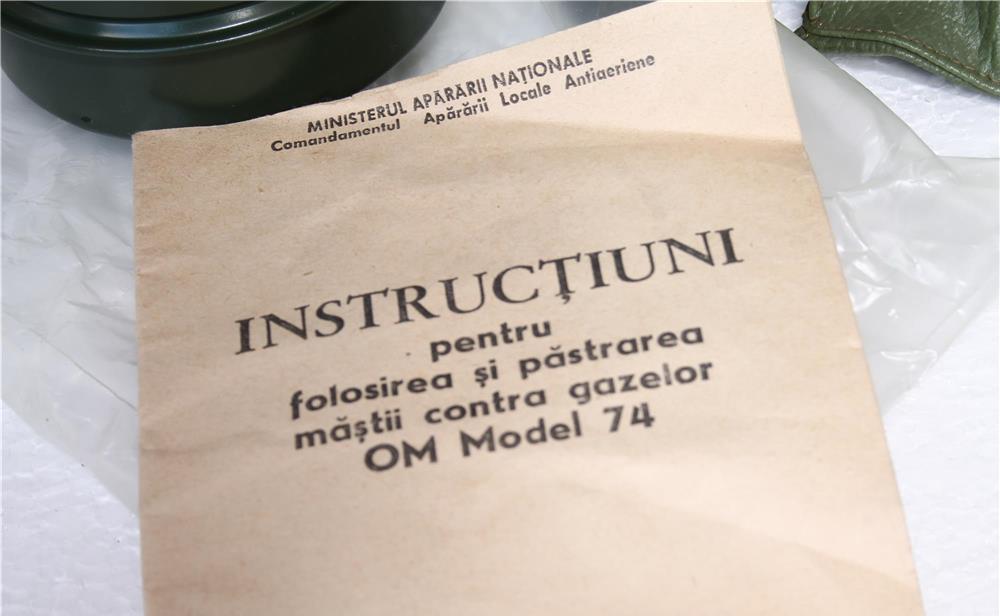 MINISTERUL APĂRĂRII NAȚIONALE
Comandamentul Apărării Locale Antiaeriene
INSTRUCȚIUNI
pentru
folosirea și păstrarea
măștii contra gazelor
OM Model 74